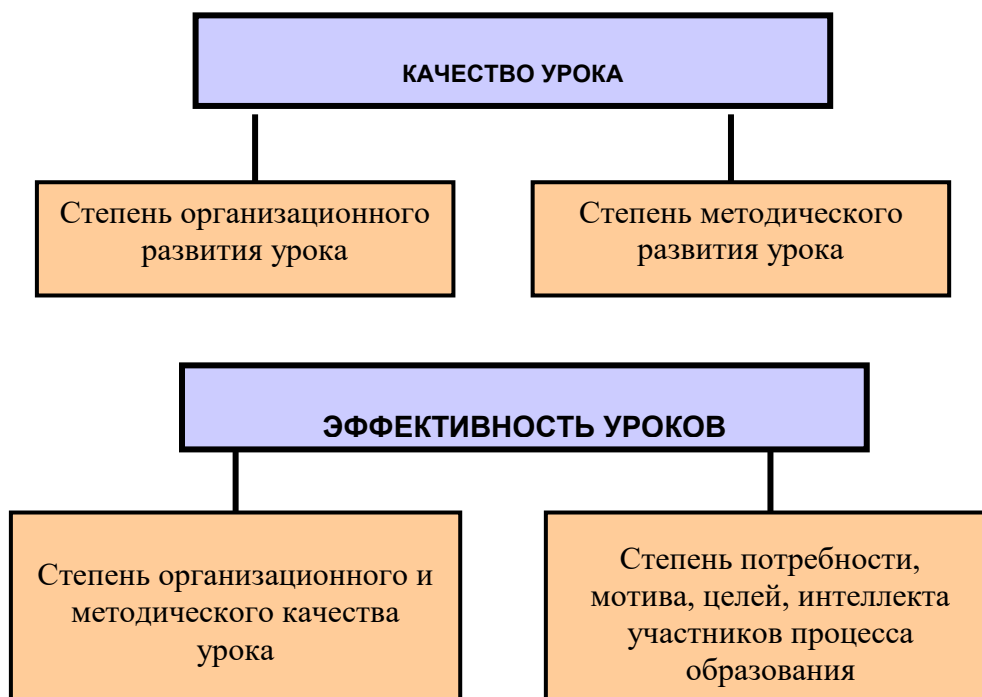 КАЧЕСТВО УРОКА
Степень организационного
развития урока
Степень методического
развития урока
ЭФФЕКТИВНОСТЬ УРОКОВ
Степень организационного и
методического качества
урока
Степень потребности,
мотива, целей, интеллекта
участников процесса
образования